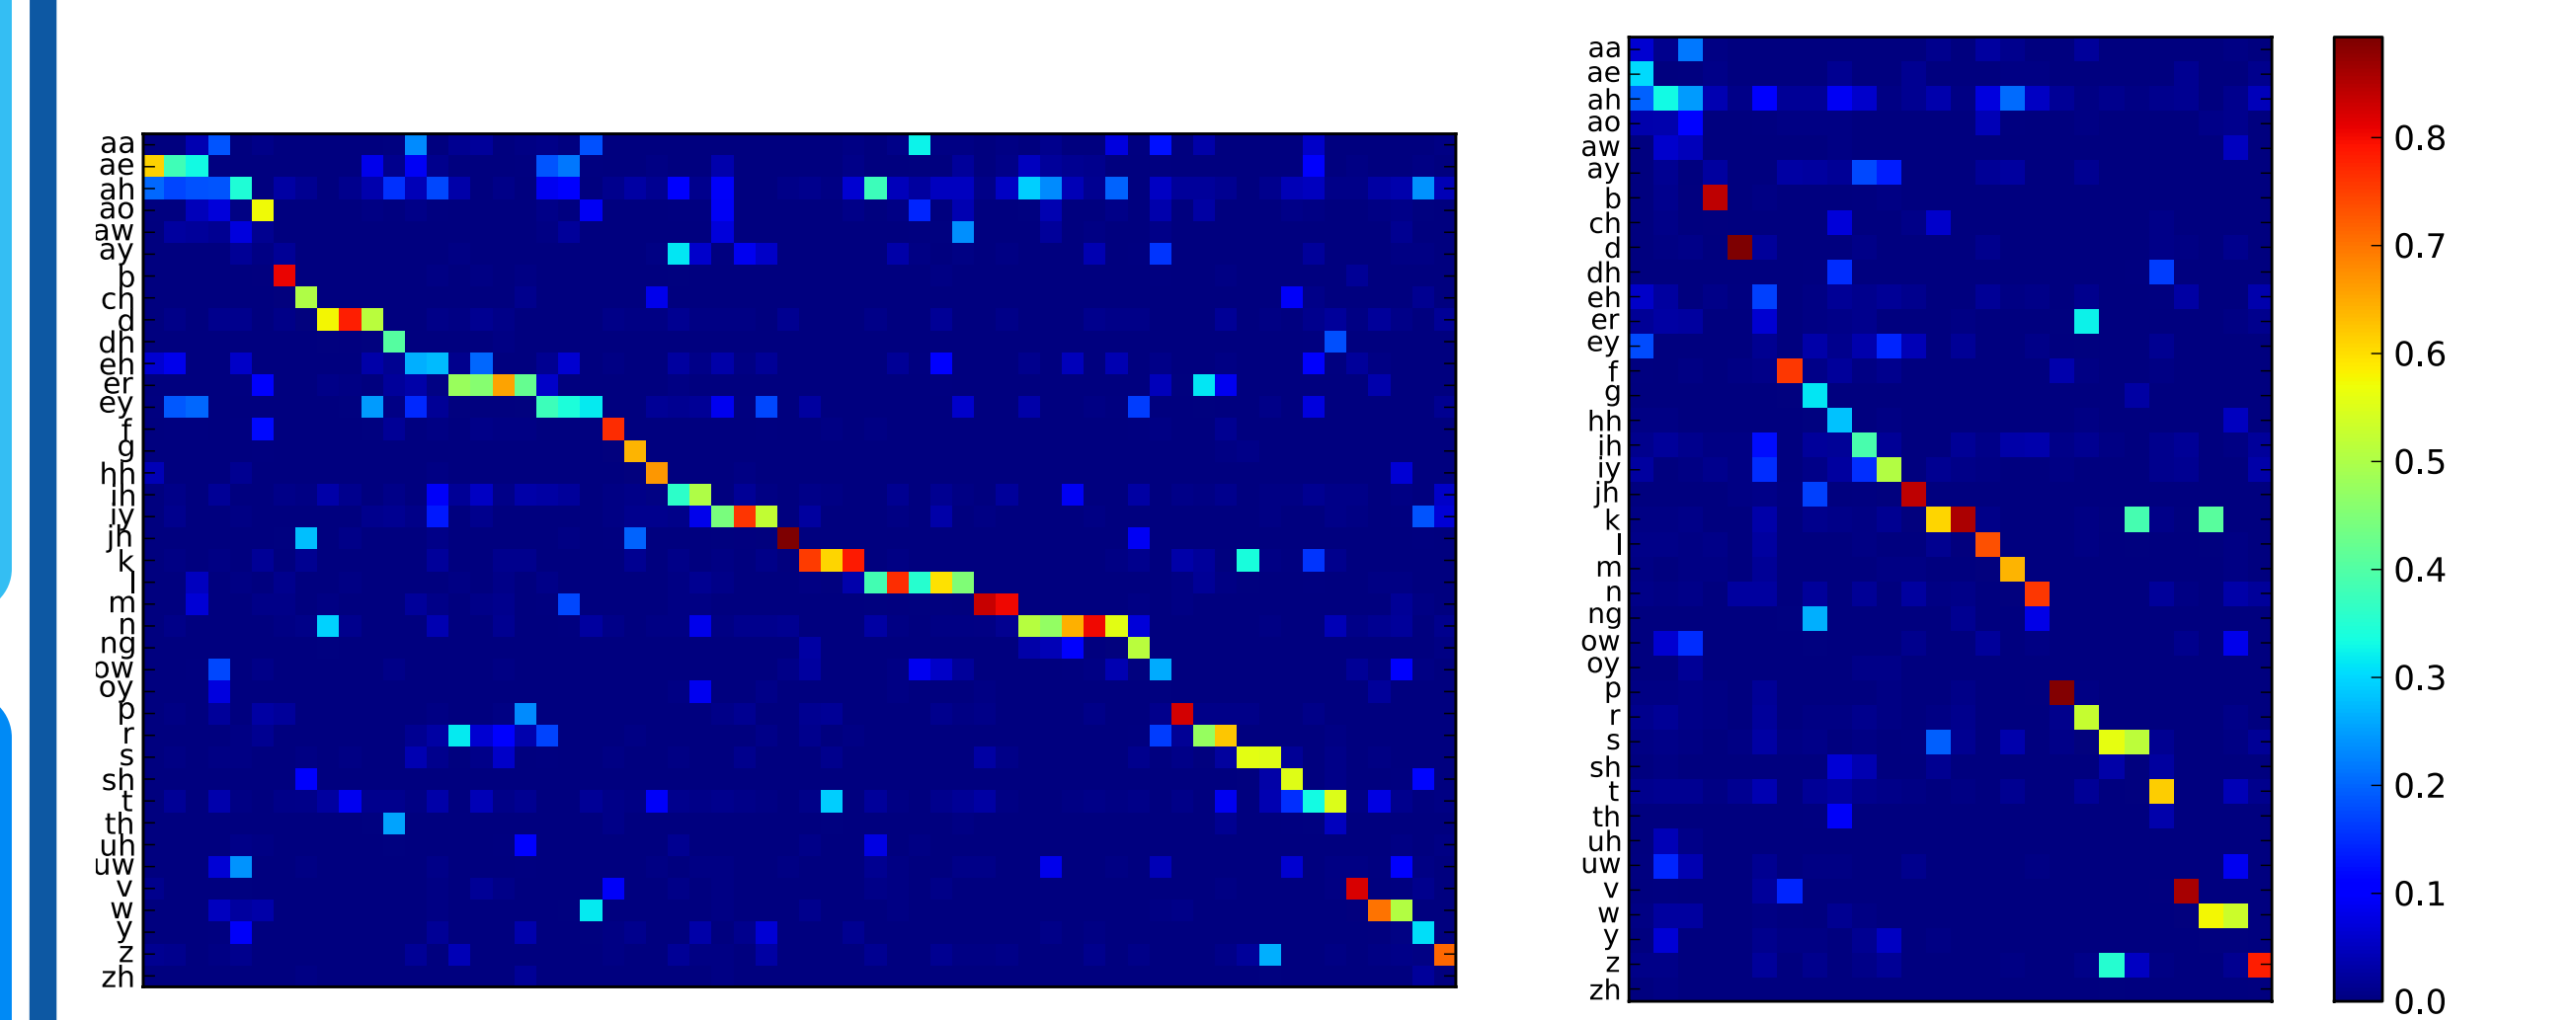 aa
ae
ah
ao
aw
ay
b
ch
d
dh
eh
er
ey
f
g
hh
ih
iy
jh
k
l
m
n
ng
ow
oy
p
r
s
sh
t
th
uh
uw
v
w
y
z
zh
aa
ae
ah
ao
aw
ay
b
ch
d
dh
eh
er
ey
f
g
hh
ih
iy
jh
k
l
m
n
ng
ow
oy
p
r
s
sh
t
th
uh
uw
v
w
y
z
zh
0.8
0.7
0.6
0.5
0.4
0.3
0.2
0.1
0.0